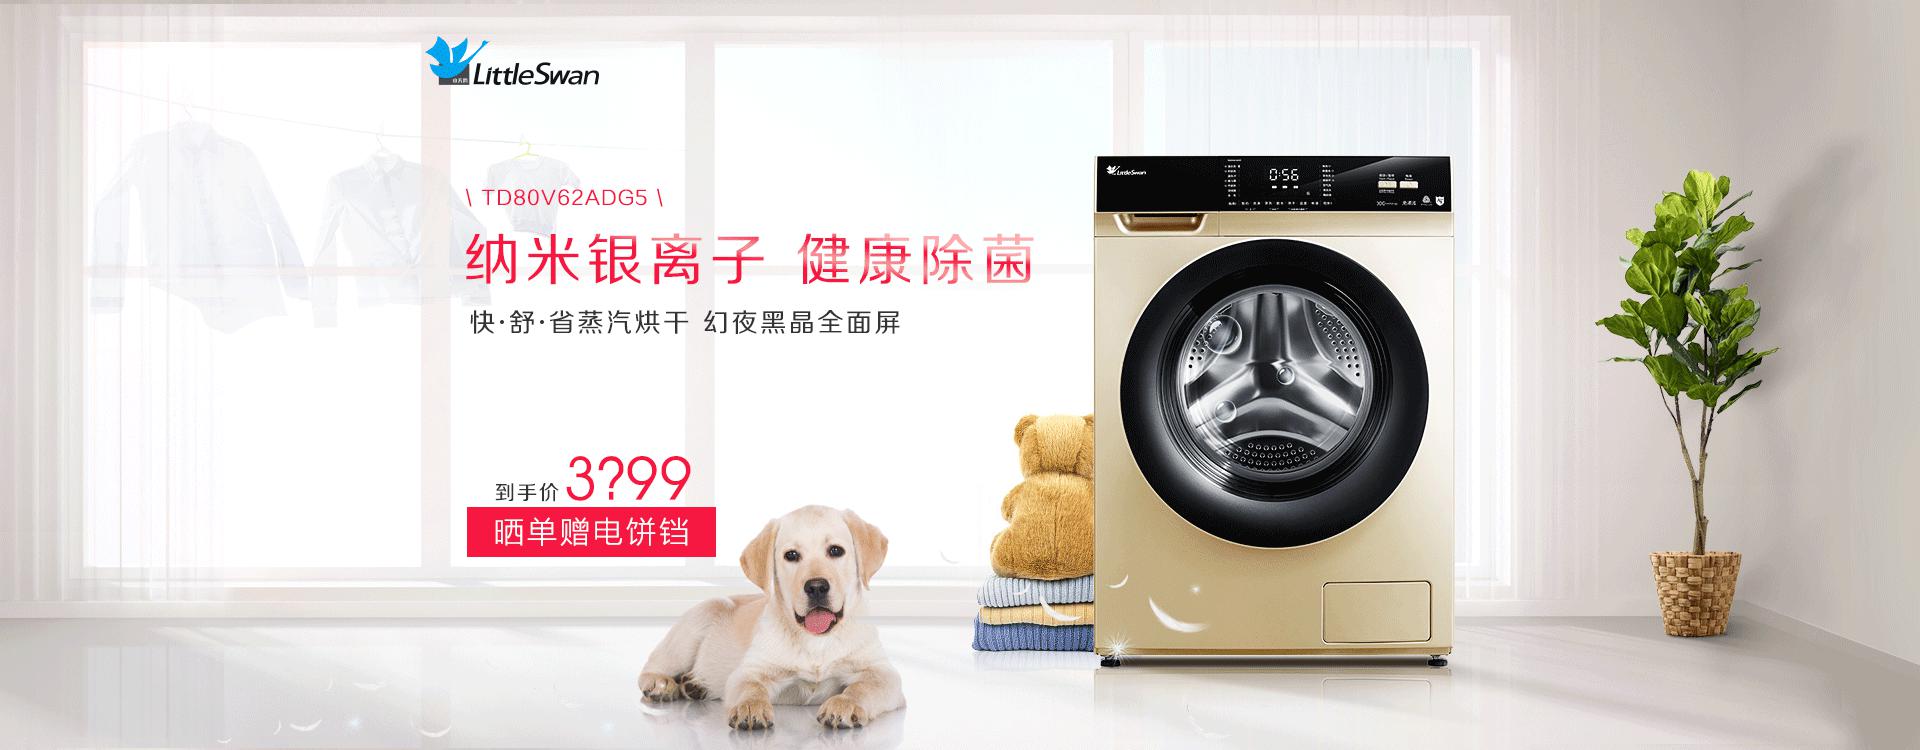 LittleSwan
\ TD80V62ADG5 \
纳米银离子 健康除菌
快·舒·省蒸汽烘干 幻夜黑晶全面屏
到手价 3?99
晒单赠电饼铛
LittleSwan
0:56